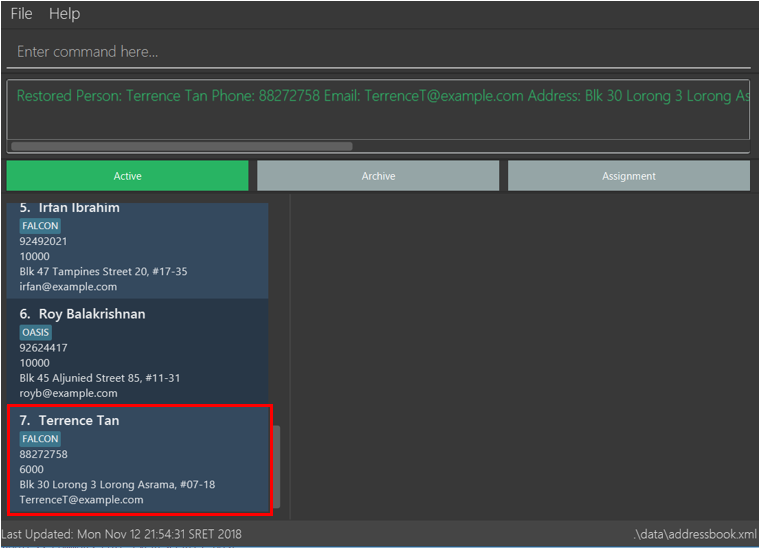 File Help
Enter command here...
Restored Person: Terrence Tan Phone: 88272758 Email: TerrenceT@example.com Address: Blk 30 Lorong 3 Lorong As
Active Archive Assignment
5. Irfan Ibrahim
FALCON
92492021
10000
Blk 47 Tampines Street 20, #17-35
irfan@example.com
6. Roy Balakrishnan
OASIS
92624417
10000
Blk 45 Aljunied Street 85, #11-31
royb@example.com
7. Terrence Tan
FALCON
88272758
6000
Blk 30 Lorong 3 Lorong Asrama, #07-18
TerrenceT@example.com
Last Updated: Mon Nov 12 21:54:31 SRET 2018 .\data\addressbook.xml